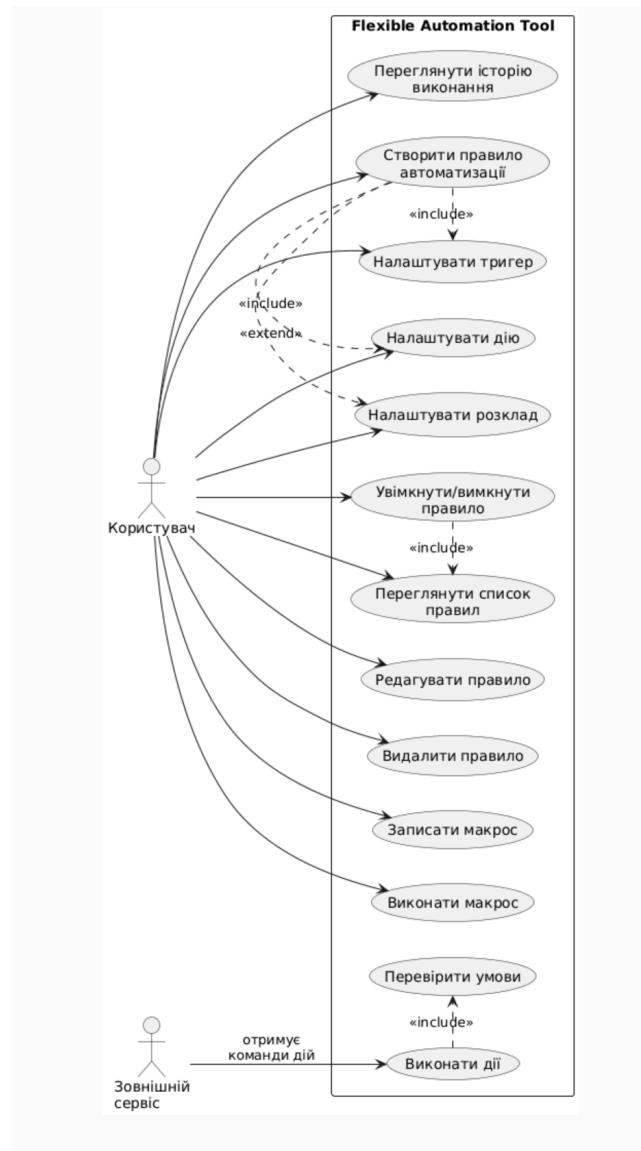 Flexible Automation Tool
Переглянути історію
виконання
Створити правило
автоматизації
«include»
Налаштувати тригер
«include»
Налаштувати дію
«extend»
Налаштувати розклад
Увімкнути/вимкнути
правило
Користувач
«include»
Переглянути список
правил
Редагувати правило
Видалити правило
Записати макрос
Виконати макрос
Перевірити умови
«include»
отримує
команди дій
Виконати дії
Зовнішній
сервіс